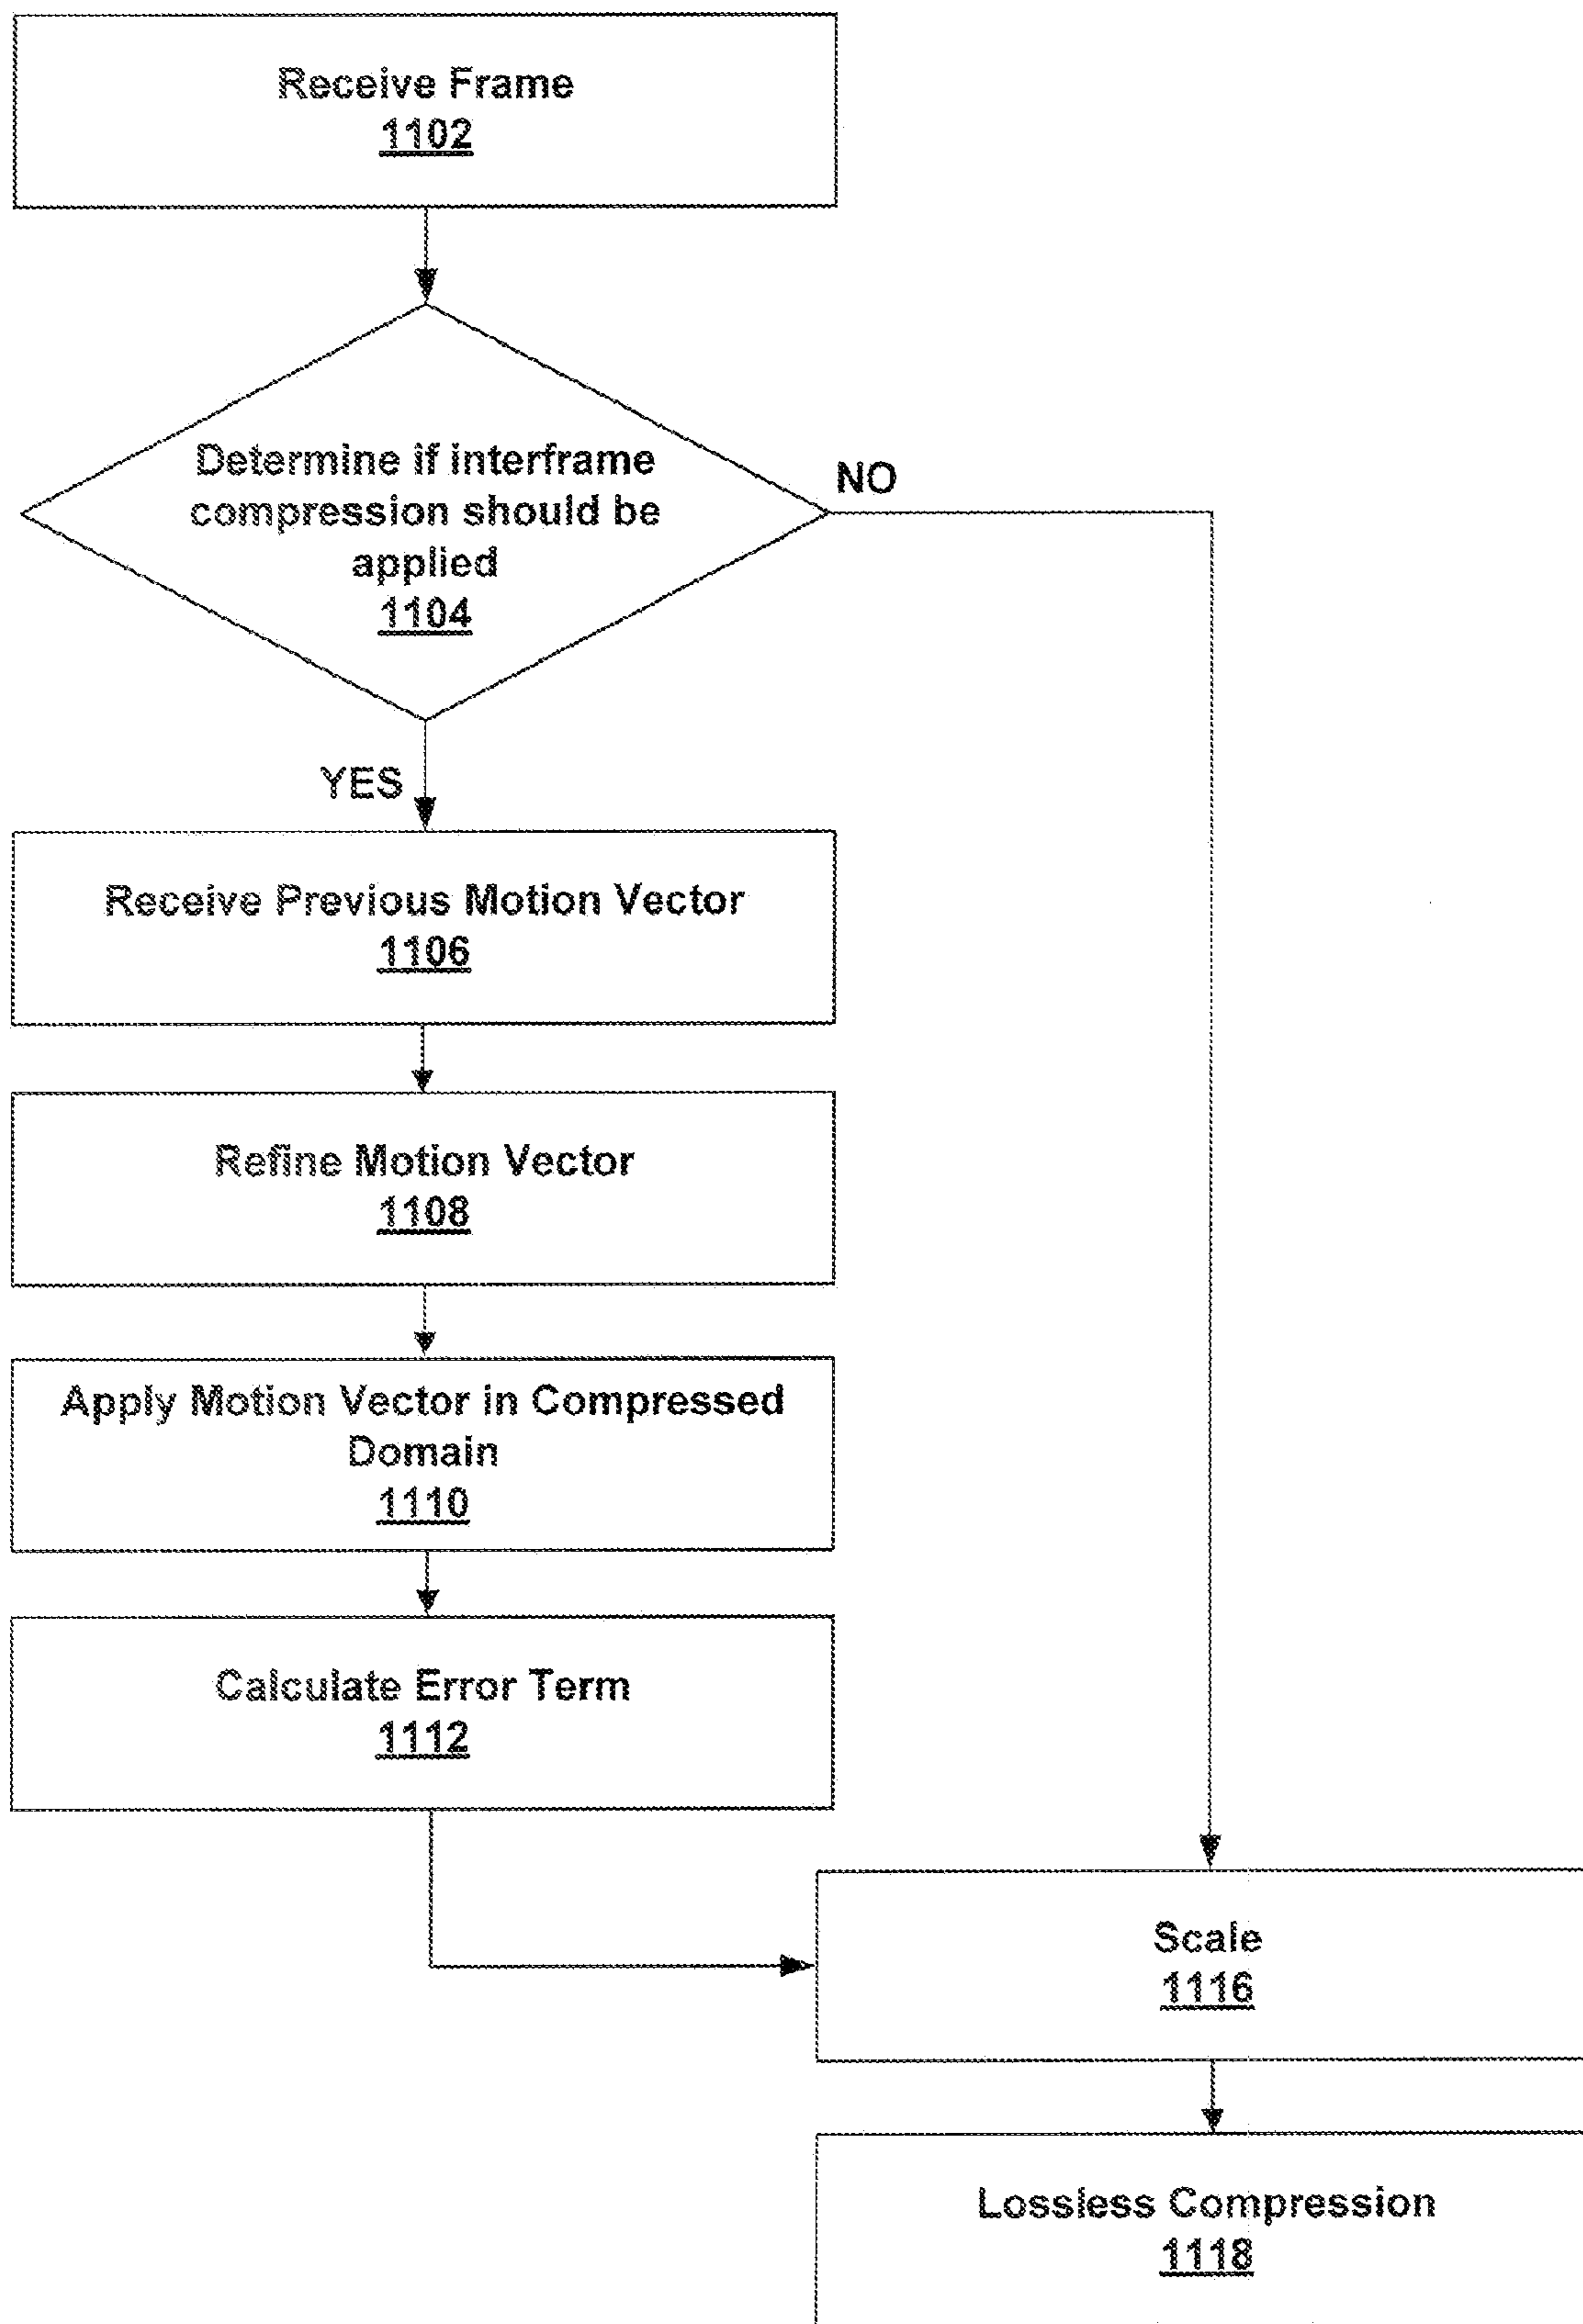 Receive Frame
1102
Determine if interframe
compression should be
applied
1104
NO
YES
Receive Previous Motion Vector
1106
Refine Motion Vector
1108
Apply Motion Vector in Compressed
Domain
1110
Calculate Error Term
1112
Scale
1116
Lossless Compression
1118